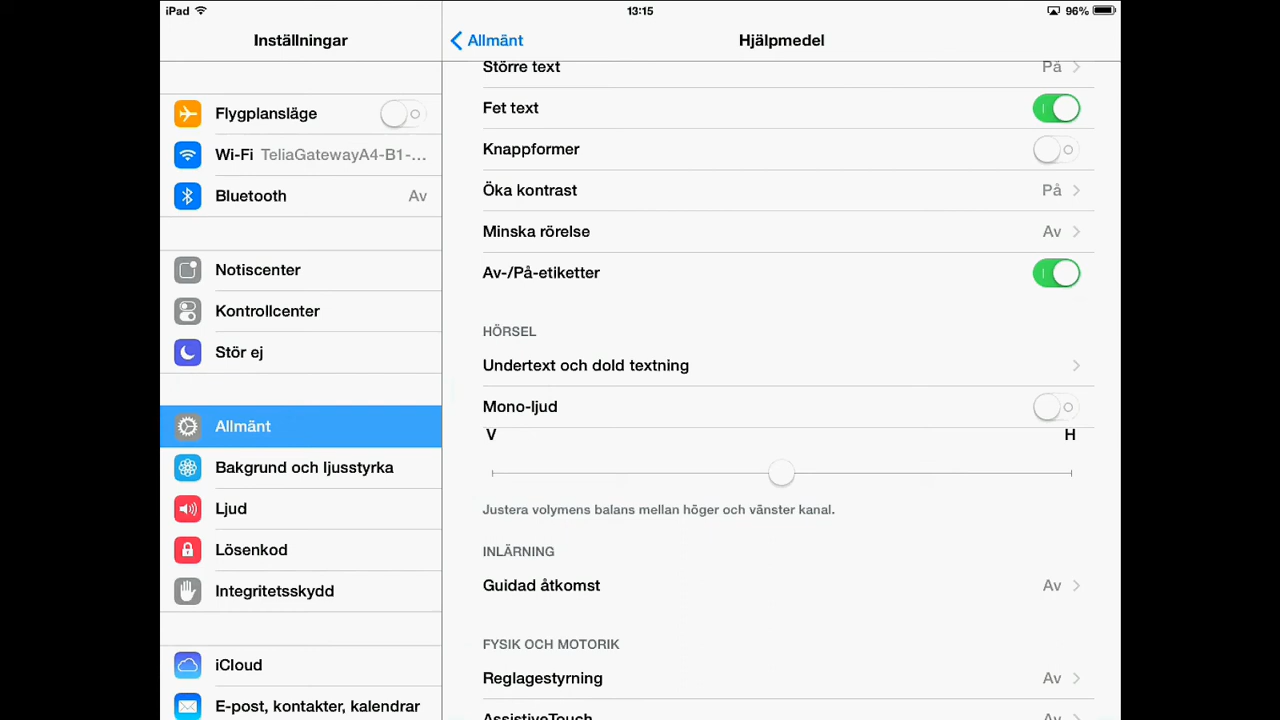 iPad 13:15 96%
Inställningar
Flygplansläge
Wi-Fi TeliaGatewayA4-B1-...
Bluetooth Av
Notiscenter
Kontrollcenter
Stör ej
Allmänt
Bakgrund och ljusstyrka
Ljud
Lösenkod
Integritetsskydd
iCloud
E-post, kontakter, kalendrar
Allmänt Hjälpmedel
Större text På
Fet text
Knappformer
Öka kontrast På
Minska rörelse Av
Av-/På-etiketter
HÖRSEL
Undertext och dold textning
Mono-ljud
V H
Justera volymens balans mellan höger och vänster kanal.
INLÄRNING
Guidad åtkomst Av
FYSIK OCH MOTORIK
Reglagestyrning Av
AssistiveTouch Av